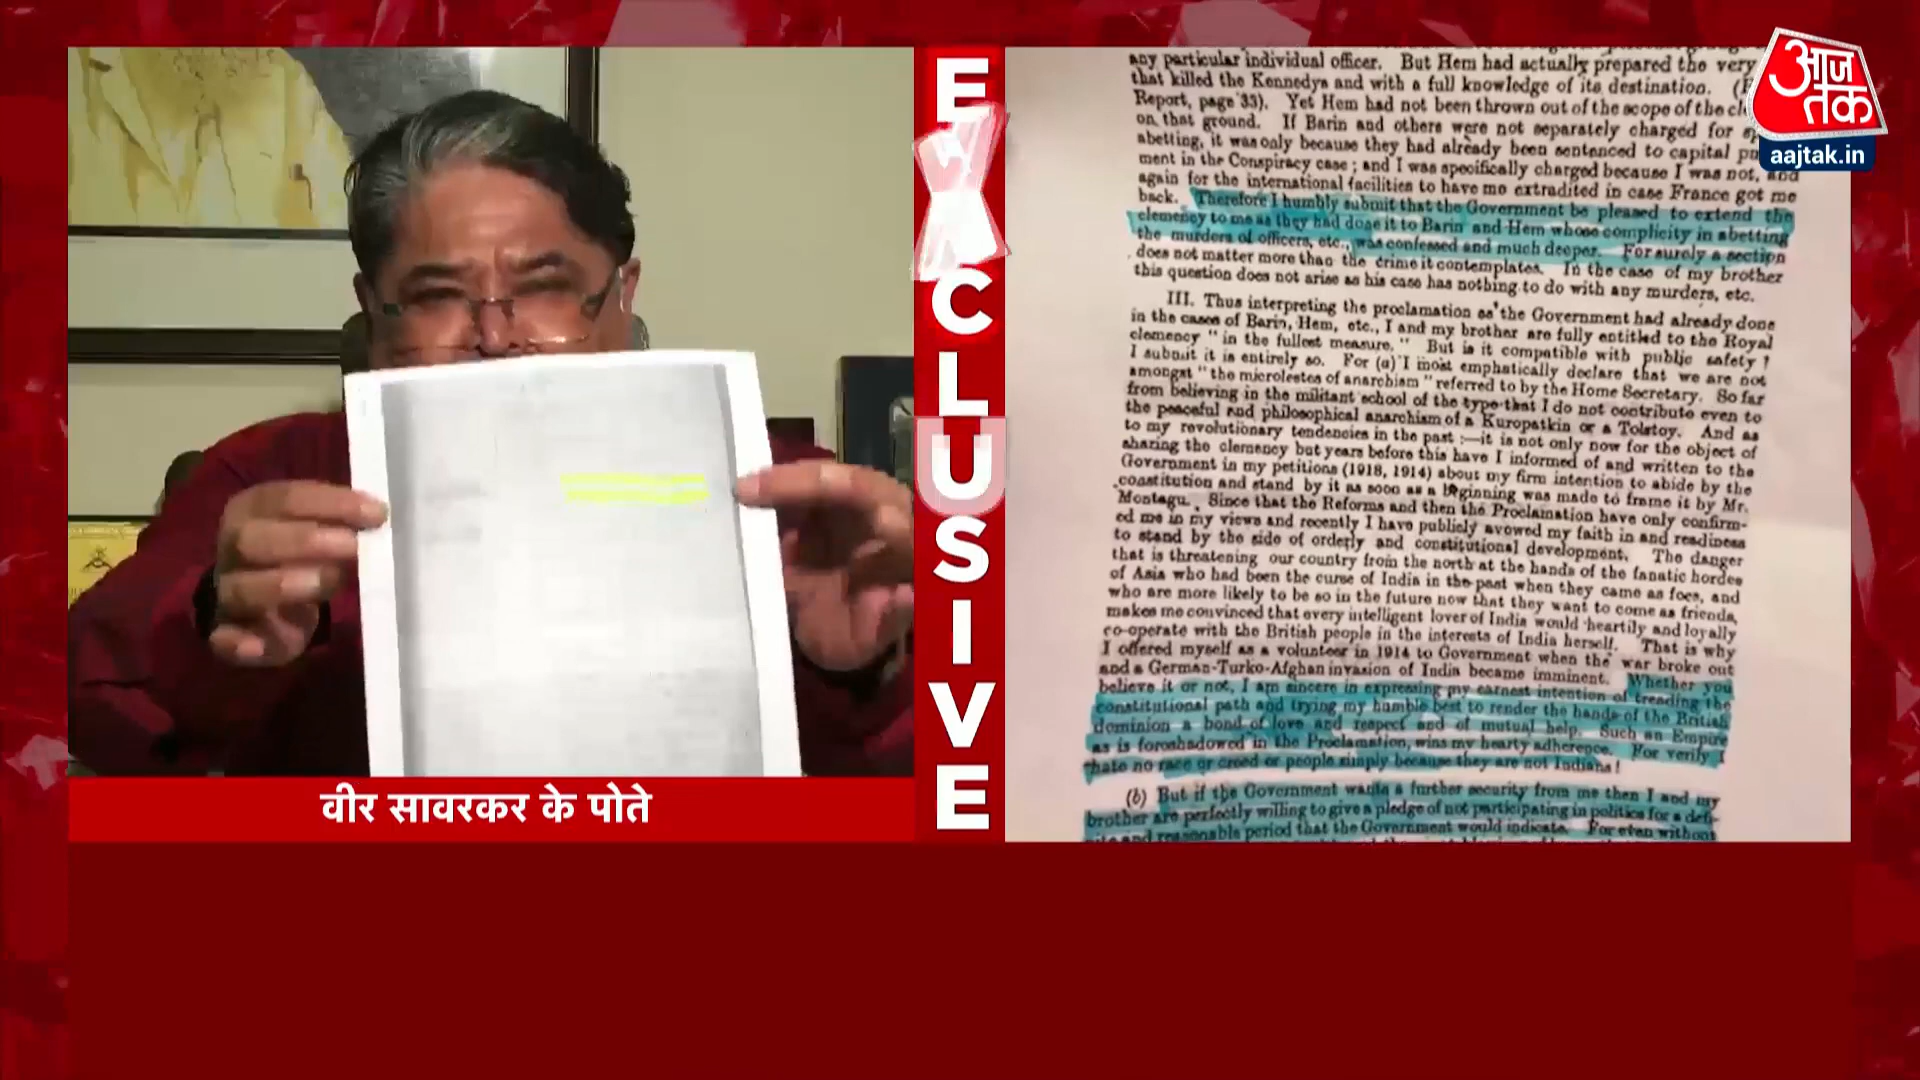 आज
तक
aajtak.in
EXCLUSIVE
वीर सावरकर के पोते
any particular individual officer. But Hem had actually prepared the very
that killed the Kennedys and with a full knowledge of its destination.
Report, page 33). Yet Hem had not been thrown out of the scope of the
on that ground. If Barin and others were not separately charged for
abetting, it was only because they had already been sentenced to capital
ment in the Conspiracy case; and I was specifically charged because I was not, and
again for the international facilities to have me extradited in case France got me
back. Therefore I humbly submit that the Government be pleased to extend the
clemency to me as they had done it to Barin and Hem whose complicity in abetting
the murders of officers, etc., was confessed and much deeper. For surely a section
does not matter more than the crime it contemplates. In the case of my brother
this question does not arise as his case has nothing to do with any murders, etc.
III. Thus interpreting the proclamation as the Government had already done
in the cases of Barin, Hem, etc., I and my brother are fully entitled to the Royal
clemency "in the fullest measure." But is it compatible with public safety?
I submit it is entirely so. For (a) I most emphatically declare that we are not
amongst "the microlestes of anarchism" referred to by the Home Secretary. So far
from believing in the militant school of the type that I do not contribute even to
the peaceful and philosophical anarchism of a Kuropatkin or a Tolstoy. And as
to my revolutionary tendencies in the past :—it is not only now for the object of
sharing the clemency but years before this have I informed of and written to the
Government in my petitions (1918, 1914) about my firm intention to abide by the
constitution and stand by it as soon as a beginning was made to frame it by Mr.
Montagu. Since that the Reforms and then the Proclamation have only confirm-
ed me in my views and recently I have publicly avowed my faith in and readiness
to stand by the side of orderly and constitutional development. The danger
that is threatening our country from the north at the hands of the fanatic hordes
of Asia who had been the curse of India in the past when they came as foes, and
who are more likely to be so in the future now that they want to come as friends,
makes me convinced that every intelligent lover of India would heartily and loyally
co-operate with the British people in the interests of India herself. That is why
I offered myself as a volunteer in 1914 to Government when the war broke out
and a German-Turko-Afghan invasion of India became imminent. Whether you
believe it or not, I am sincere in expressing my earnest intention of treading the
constitutional path and trying my humble best to render the hands of the British
dominion a bond of love and respect and of mutual help. Such an Empire
as is foreshadowed in the Proclamation, wins my hearty adherence. For verily I
hate no race or creed or people simply because they are not Indians!
(b) But if the Government wants a further security from me then I and my
brother are perfectly willing to give a pledge of not participating in politics for a defi-
nite and reasonable period that the Government would indicate. For even without